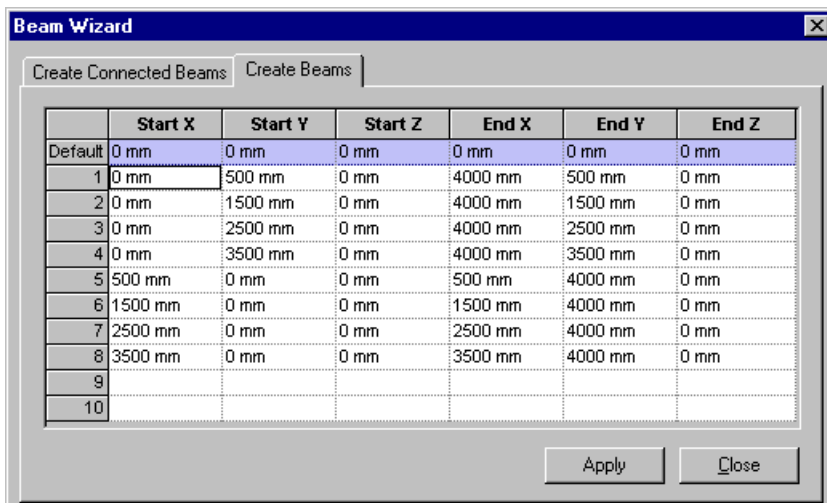 Beam Wizard
Create Connected Beams Create Beams
Start X Start Y Start Z End X End Y End Z
Default 0 mm 0 mm 0 mm 0 mm 0 mm 0 mm
1 0 mm 500 mm 0 mm 4000 mm 500 mm 0 mm
2 0 mm 1500 mm 0 mm 4000 mm 1500 mm 0 mm
3 0 mm 2500 mm 0 mm 4000 mm 2500 mm 0 mm
4 0 mm 3500 mm 0 mm 4000 mm 3500 mm 0 mm
5 500 mm 0 mm 0 mm 500 mm 4000 mm 0 mm
6 1500 mm 0 mm 0 mm 1500 mm 4000 mm 0 mm
7 2500 mm 0 mm 0 mm 2500 mm 4000 mm 0 mm
8 3500 mm 0 mm 0 mm 3500 mm 4000 mm 0 mm
9
10
Apply Close